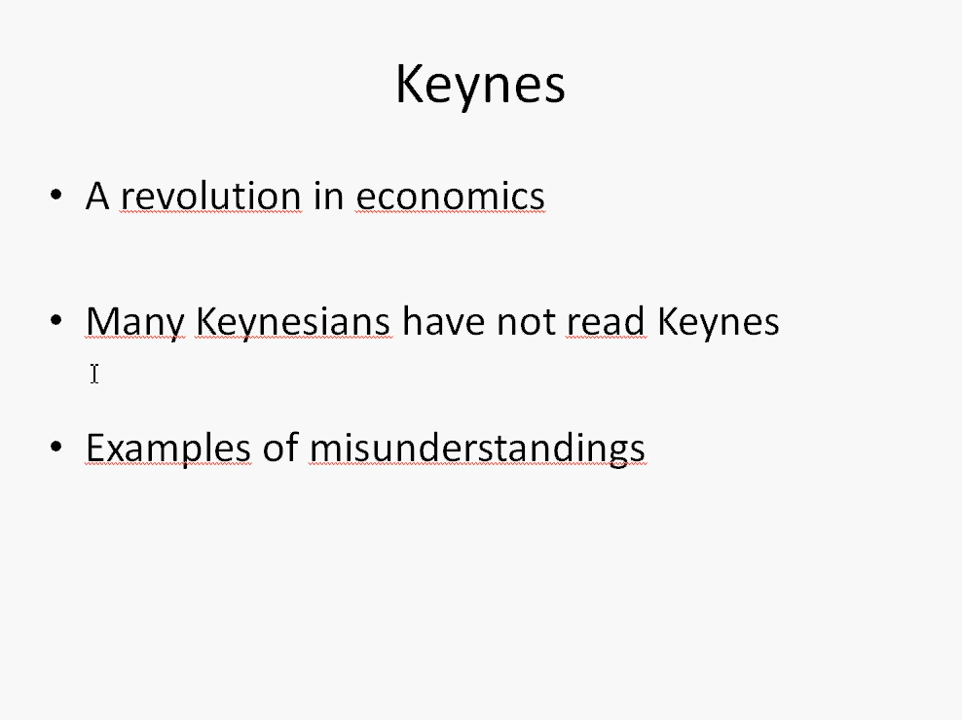 Keynes
• A revolution in economics
• Many Keynesians have not read Keynes
• Examples of misunderstandings